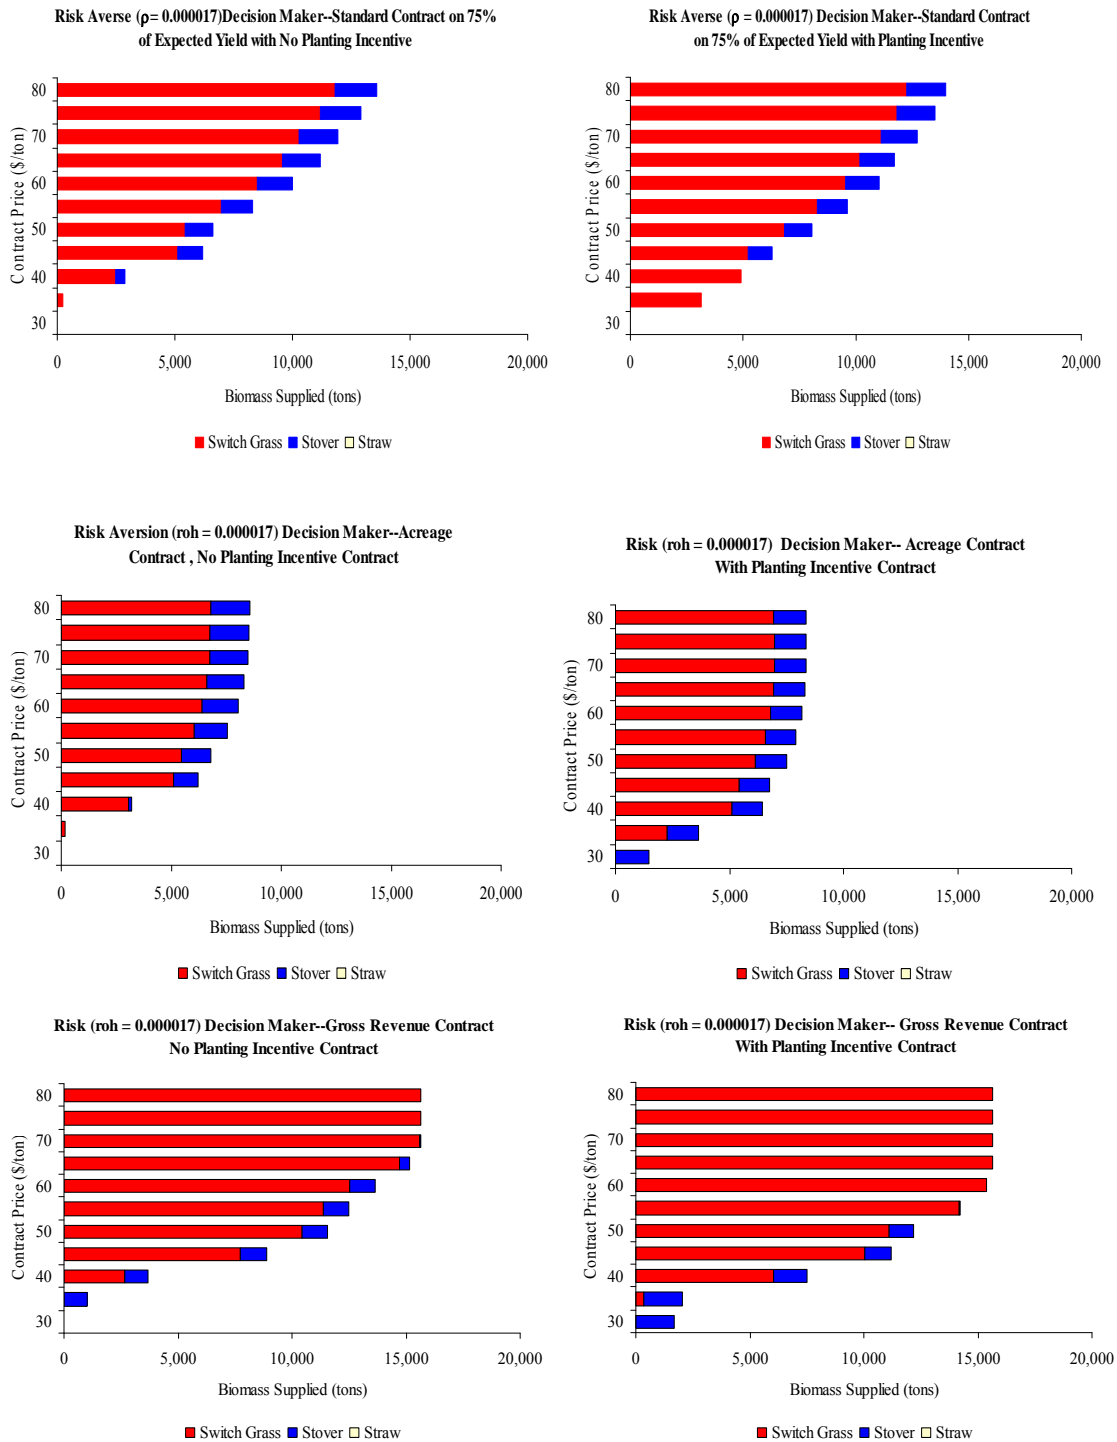 Risk Averse (ρ= 0.000017)Decision Maker--Standard Contract on 75%
of Expected Yield with No Planting Incentive
Contract Price ($/ton)
80
70
60
50
40
30
0 5,000 10,000 15,000 20,000
Biomass Supplied (tons)
Switch Grass Stover Straw
Risk Averse (ρ = 0.000017) Decision Maker--Standard Contract
on 75% of Expected Yield with Planting Incentive
Contract Price ($/ton)
80
70
60
50
40
30
0 5,000 10,000 15,000 20,000
Biomass Supplied (tons)
Switch Grass Stover Straw
Risk Aversion (roh = 0.000017) Decision Maker--Acreage
Contract , No Planting Incentive Contract
Contract Price ($/ton)
80
70
60
50
40
30
0 5,000 10,000 15,000 20,000
Biomass Supplied (tons)
Switch Grass Stover Straw
Risk (roh = 0.000017) Decision Maker-- Acreage Contract
With Planting Incentive Contract
Contract Price ($/ton)
80
70
60
50
40
30
0 5,000 10,000 15,000 20,000
Biomass Supplied (tons)
Switch Grass Stover Straw
Risk (roh = 0.000017) Decision Maker--Gross Revenue Contract
No Planting Incentive Contract
Contract Price ($/ton)
80
70
60
50
40
30
0 5,000 10,000 15,000 20,000
Biomass Supplied (tons)
Switch Grass Stover Straw
Risk (roh = 0.000017) Decision Maker-- Gross Revenue Contract
With Planting Incentive Contract
Contract Price ($/ton)
80
70
60
50
40
30
0 5,000 10,000 15,000 20,000
Biomass Supplied (tons)
Switch Grass Stover Straw